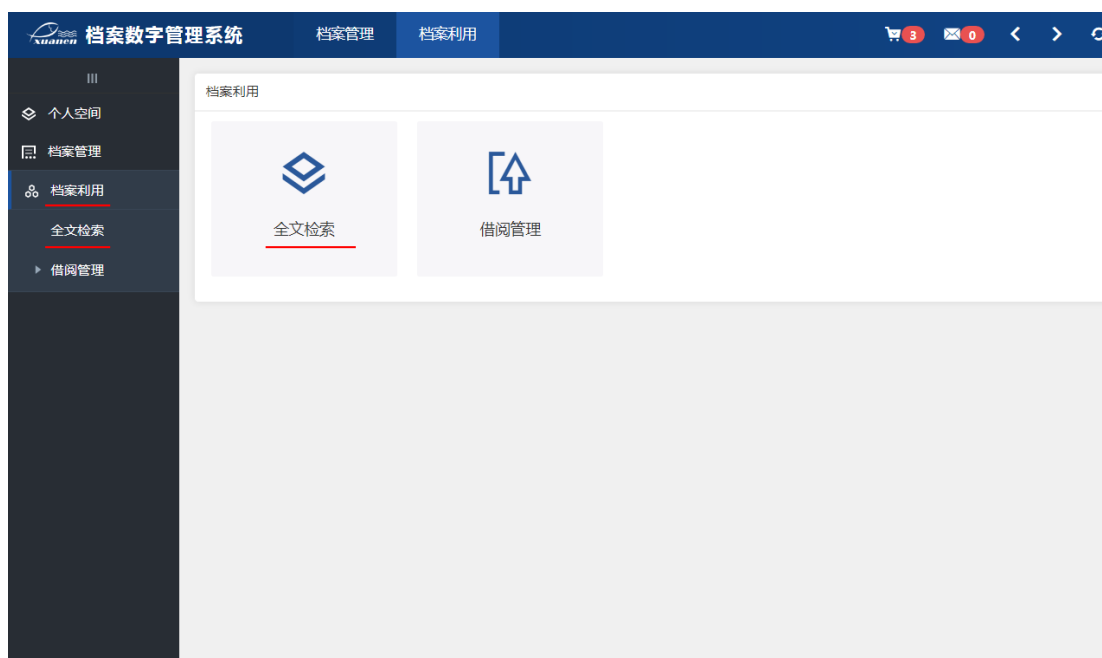 xuanen 档案数字管理系统 档案管理 档案利用 3 0
档案利用
个人空间
档案管理
档案利用
全文检索
借阅管理
全文检索 借阅管理